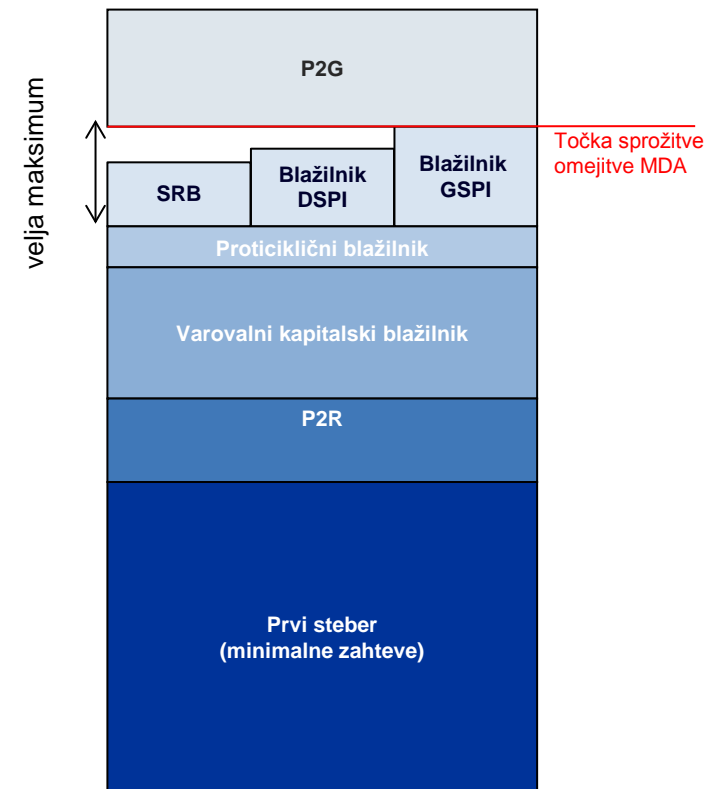 P2G
velja maksimum
Točka sprožitve
omejitve MDA
SRB
Blažilnik
DSPI
Blažilnik
GSPI
Proticiklični blažilnik
Varovalni kapitalski blažilnik
P2R
Prvi steber
(minimalne zahteve)